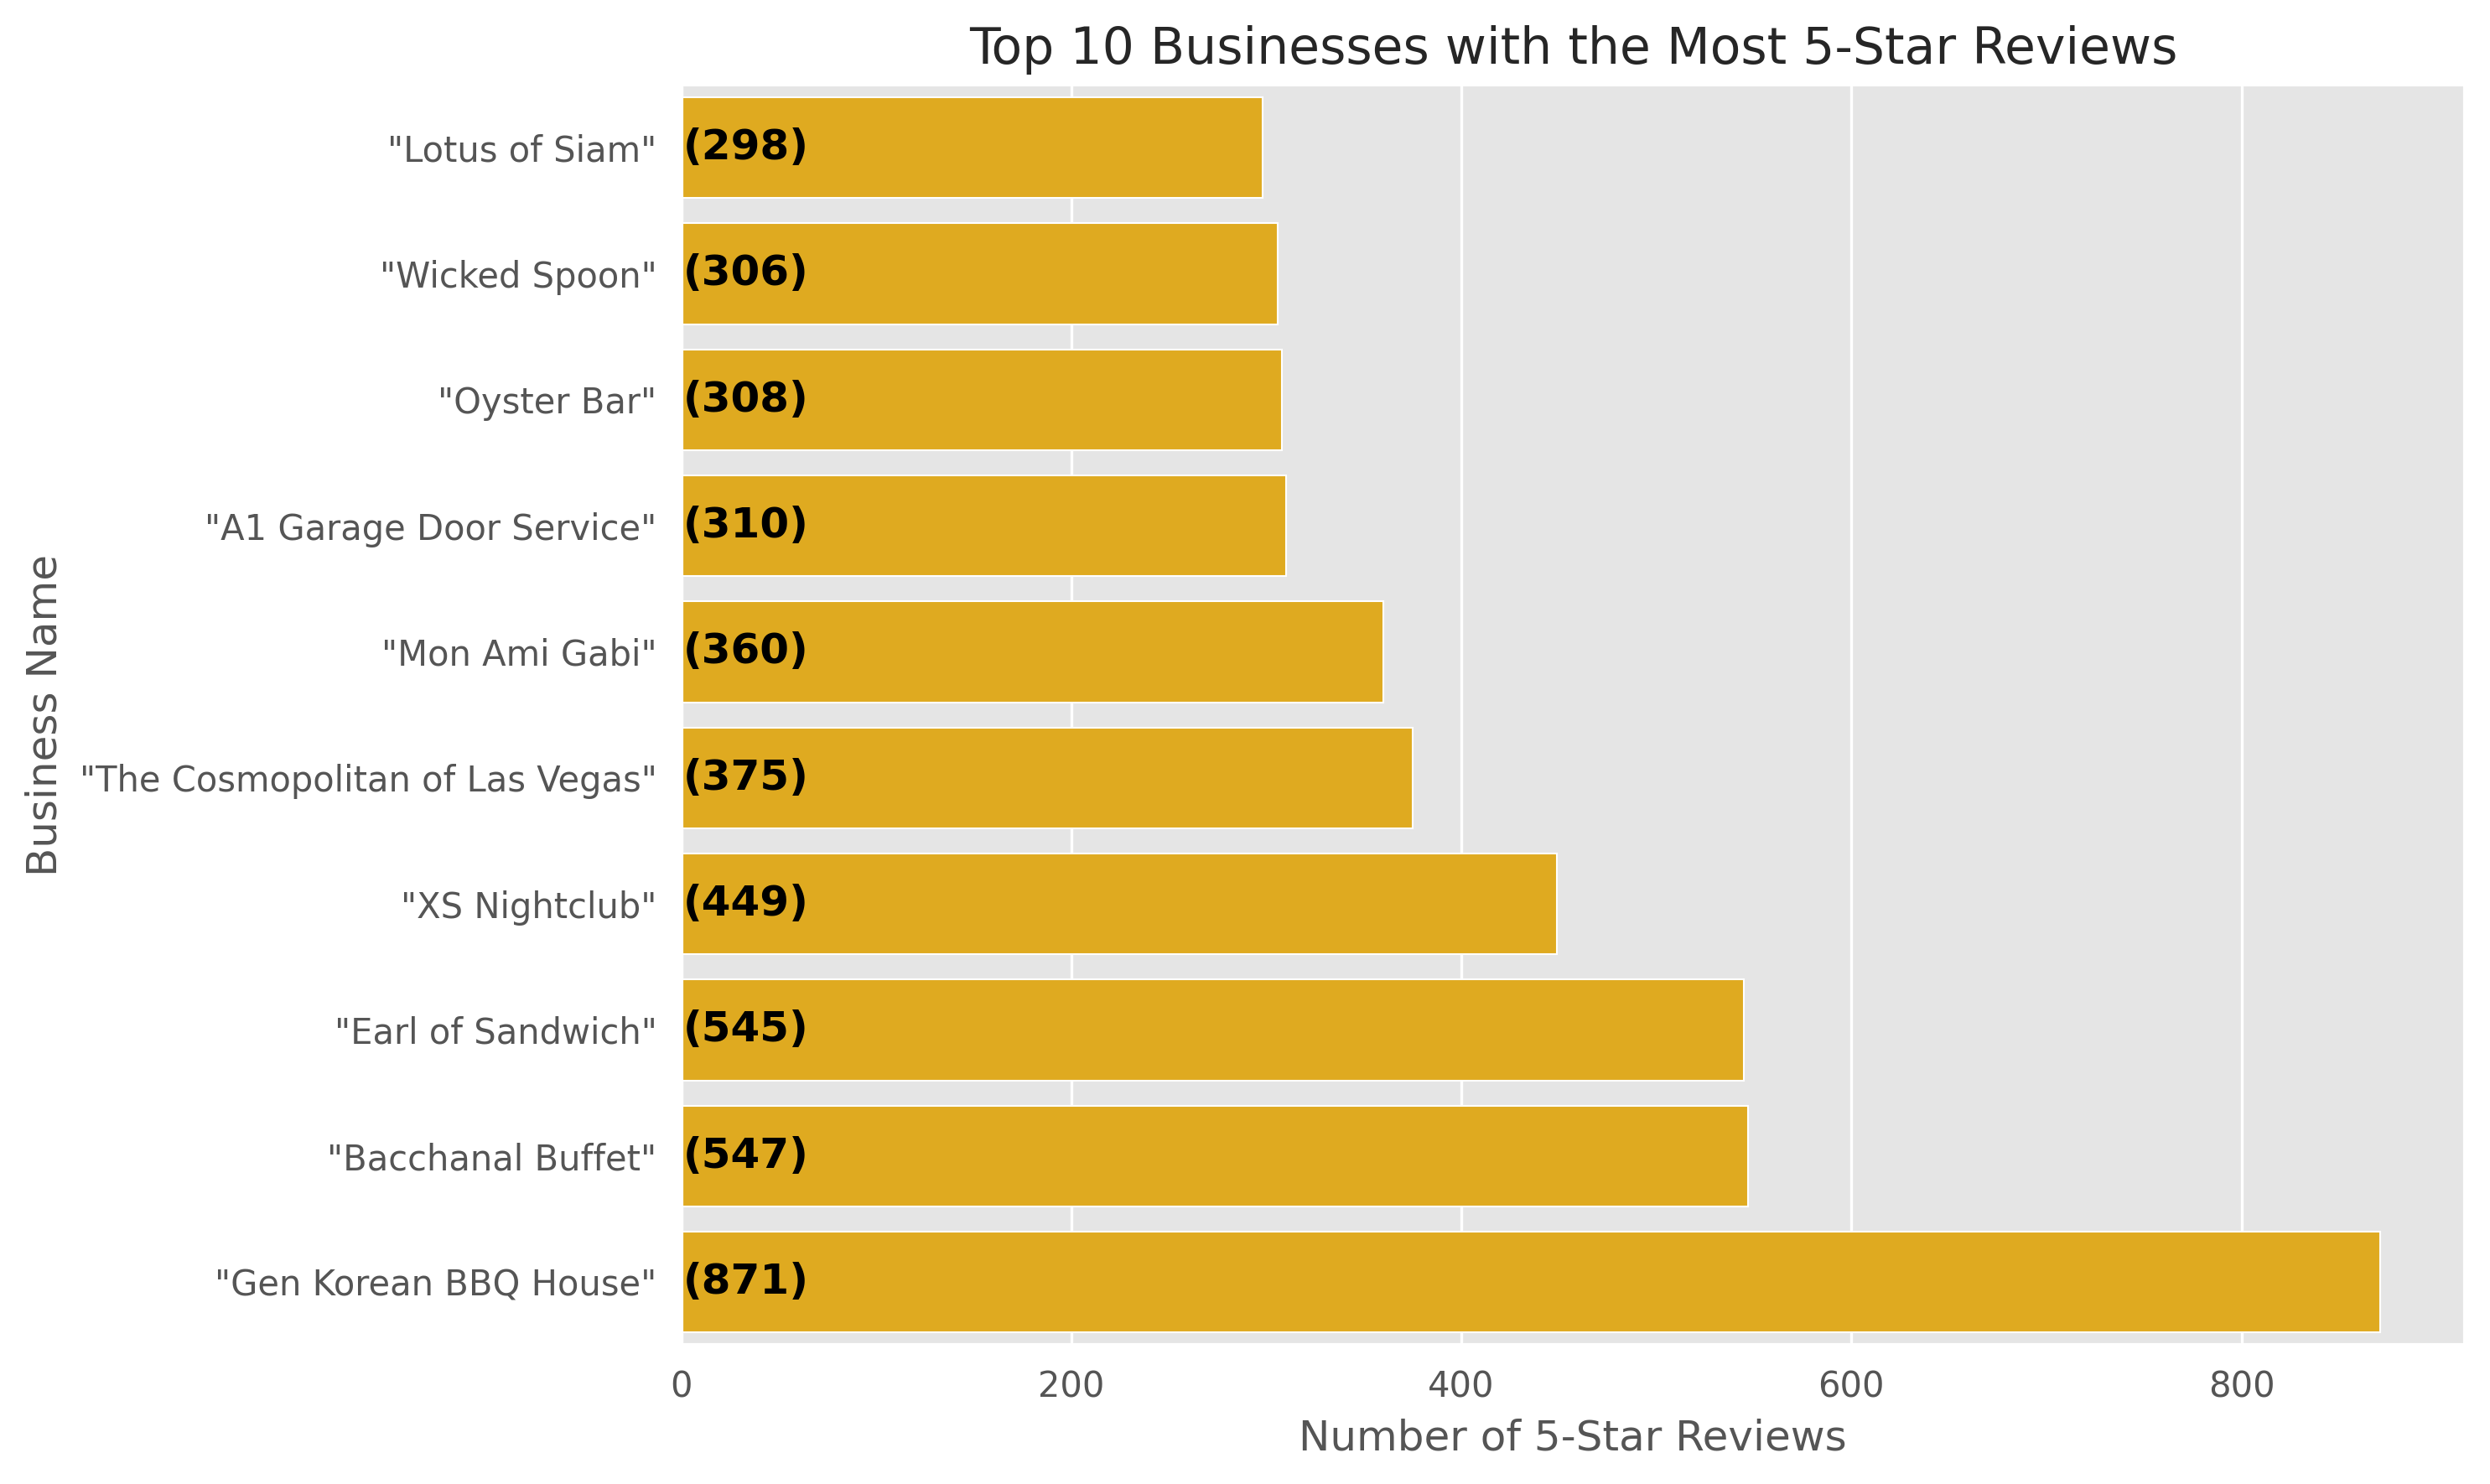 Top 10 Businesses with the Most 5-Star Reviews
Business Name
"Lotus of Siam" (298)
"Wicked Spoon" (306)
"Oyster Bar" (308)
"A1 Garage Door Service" (310)
"Mon Ami Gabi" (360)
"The Cosmopolitan of Las Vegas" (375)
"XS Nightclub" (449)
"Earl of Sandwich" (545)
"Bacchanal Buffet" (547)
"Gen Korean BBQ House" (871)
0 200 400 600 800
Number of 5-Star Reviews